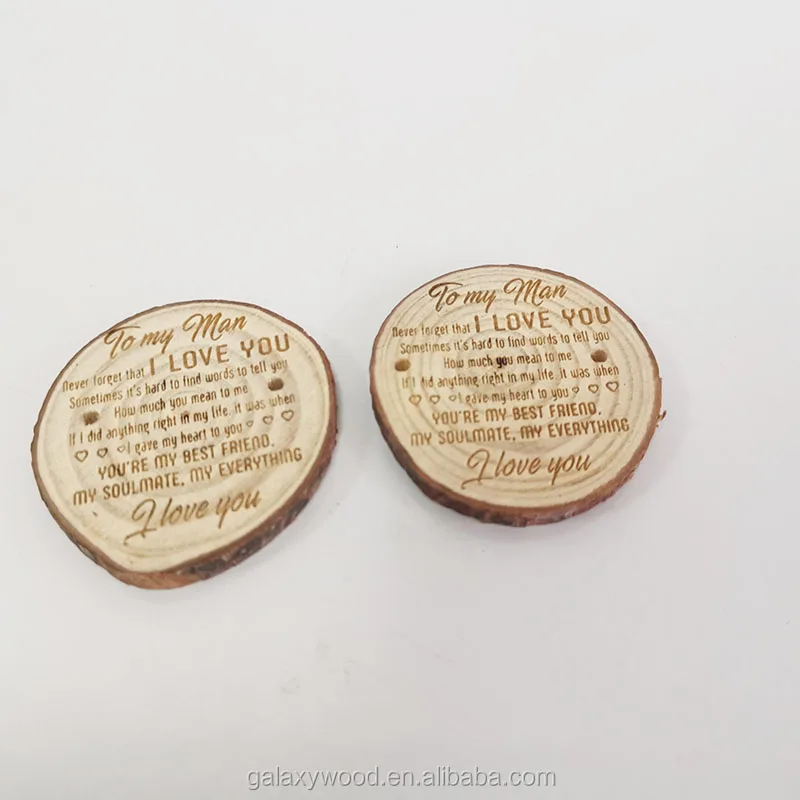 To my Man
Never forget that I LOVE YOU
Sometimes it's hard to find words to tell you
How much you mean to me
If I did anything right in my life, it was when
I gave my heart to you
YOU'RE MY BEST FRIEND,
MY SOULMATE, MY EVERYTHING
I love you
To my Man
Never forget that I LOVE YOU
Sometimes it's hard to find words to tell you
How much you mean to me
If I did anything right in my life, it was when
I gave my heart to you
YOU'RE MY BEST FRIEND,
MY SOULMATE, MY EVERYTHING
I love you
galaxywood.en.alibaba.com